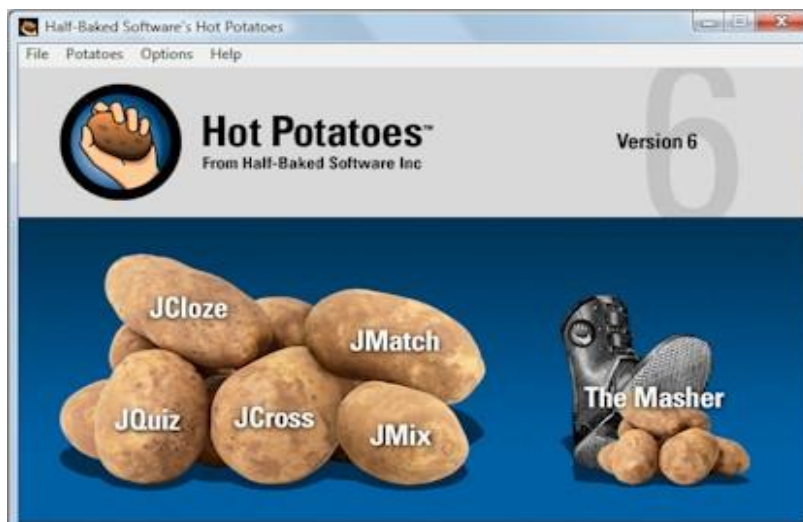 Half-Baked Software's Hot Potatoes
File Potatoes Options Help
Hot Potatoes™
From Half-Baked Software Inc
Version 6
6
JCloze
JMatch
JQuiz
JCross
JMix
The Masher